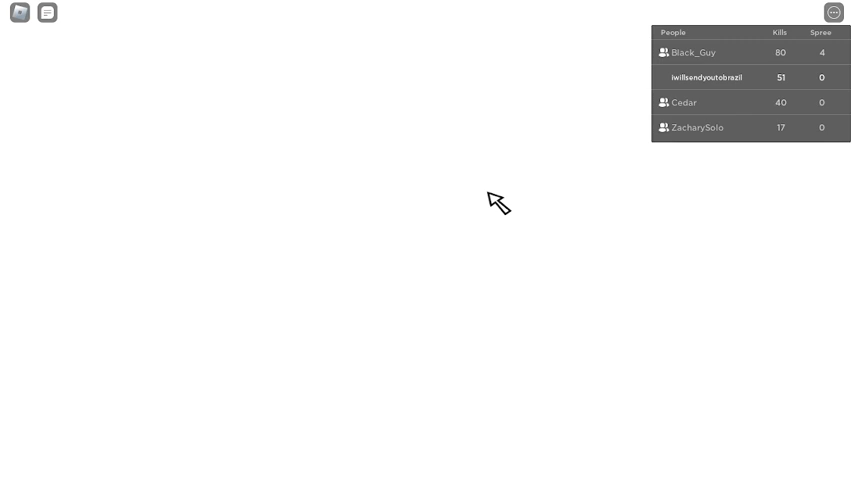 People Kills Spree
Black_Guy 80 4
iwillsendyoutobrazil 51 0
Cedar 40 0
ZacharySolo 17 0